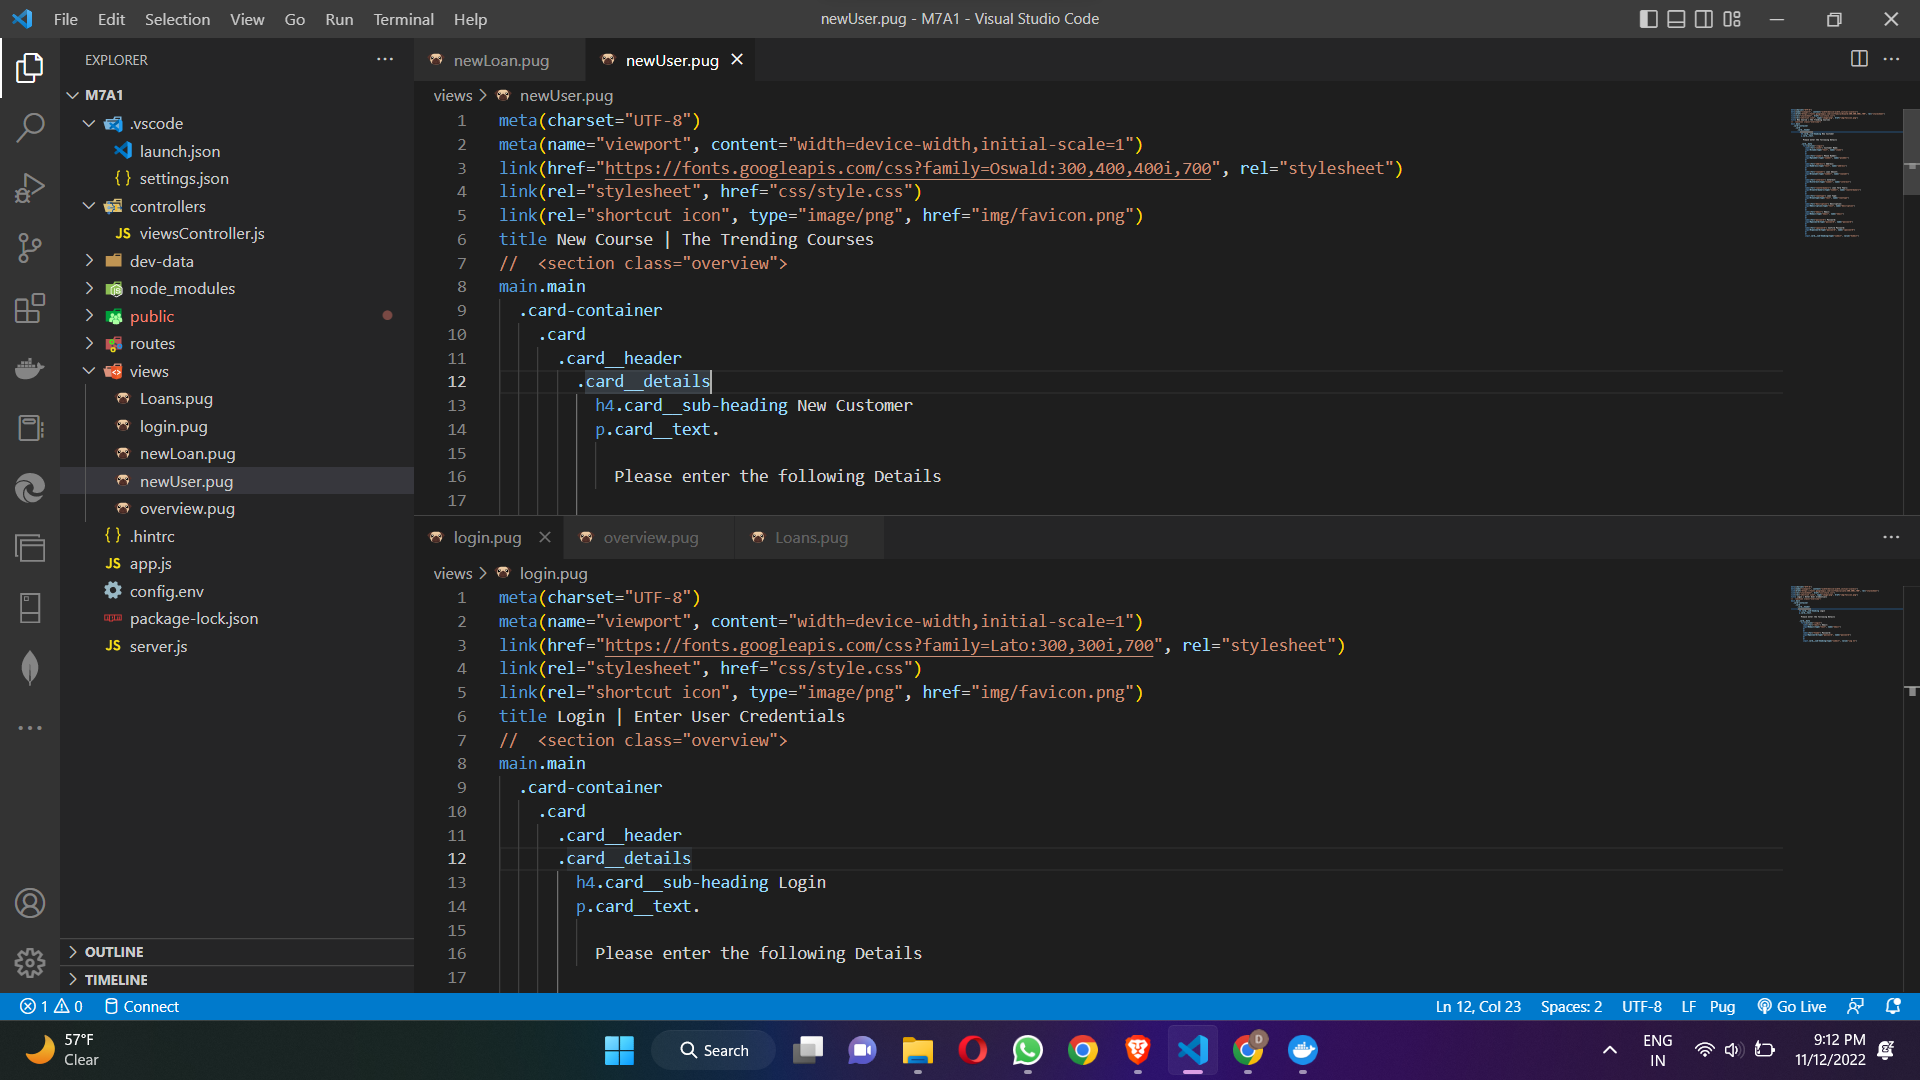 File Edit Selection View Go Run Terminal Help
newUser.pug - M7A1 - Visual Studio Code
EXPLORER
M7A1
.vscode
launch.json
{ } settings.json
controllers
JS viewsController.js
dev-data
node_modules
public
routes
views
Loans.pug
login.pug
newLoan.pug
newUser.pug
overview.pug
{ } .hintrc
JS app.js
config.env
package-lock.json
JS server.js
OUTLINE
TIMELINE
newLoan.pug newUser.pug
views > newUser.pug
1 meta(charset="UTF-8")
2 meta(name="viewport", content="width=device-width,initial-scale=1")
3 link(href="https://fonts.googleapis.com/css?family=Oswald:300,400,400i,700", rel="stylesheet")
4 link(rel="stylesheet", href="css/style.css")
5 link(rel="shortcut icon", type="image/png", href="img/favicon.png")
6 title New Course | The Trending Courses
7 //  <section class="overview">
8 main.main
9 .card-container
10 .card
11 .card__header
12 .card__details
13 h4.card__sub-heading New Customer
14 p.card__text.
15
16 Please enter the following Details
17
login.pug overview.pug Loans.pug
views > login.pug
1 meta(charset="UTF-8")
2 meta(name="viewport", content="width=device-width,initial-scale=1")
3 link(href="https://fonts.googleapis.com/css?family=Lato:300,300i,700", rel="stylesheet")
4 link(rel="stylesheet", href="css/style.css")
5 link(rel="shortcut icon", type="image/png", href="img/favicon.png")
6 title Login | Enter User Credentials
7 //  <section class="overview">
8 main.main
9 .card-container
10 .card
11 .card__header
12 .card__details
13 h4.card__sub-heading Login
14 p.card__text.
15
16 Please enter the following Details
17
1 0 Connect
Ln 12, Col 23 Spaces: 2 UTF-8 LF Pug Go Live
57°F
Clear
Search
D
ENG
IN
9:12 PM
11/12/2022